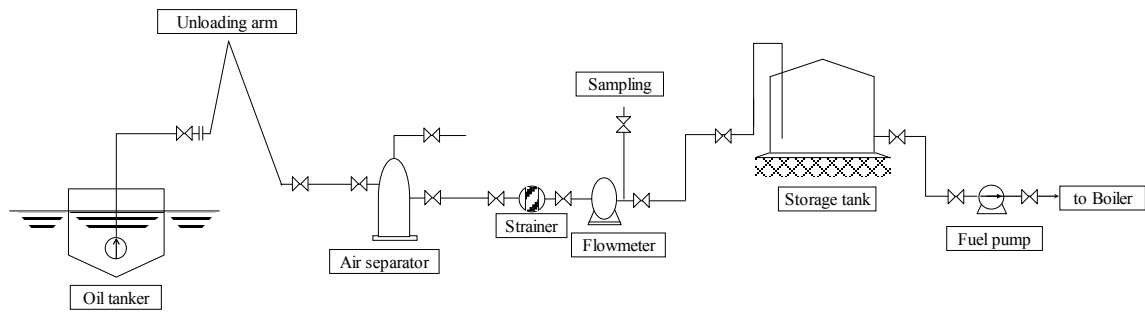 Unloading arm
Sampling
Storage tank
to Boiler
Strainer
Flowmeter
Fuel pump
Air separator
Oil tanker